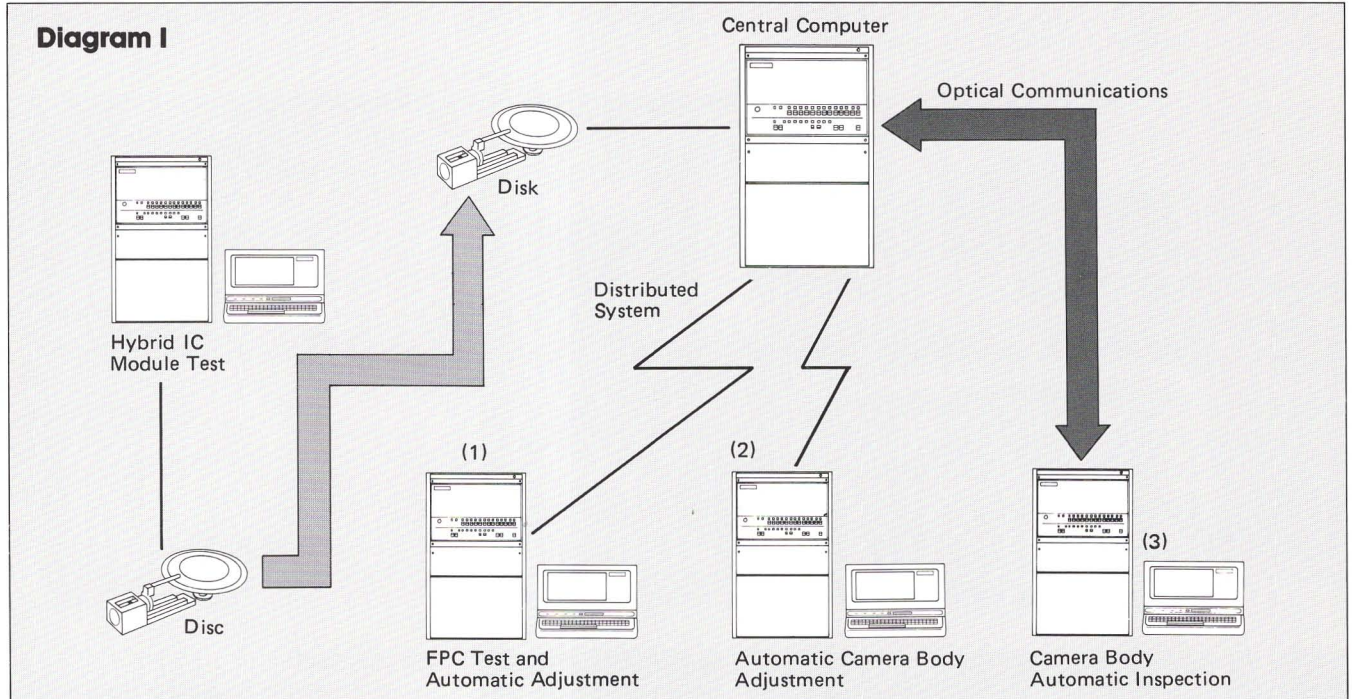 Diagram I
Central Computer
Optical Communications
Disk
Distributed
System
Hybrid IC
Module Test
(1)
(2)
(3)
Disc
FPC Test and
Automatic Adjustment
Automatic Camera Body
Adjustment
Camera Body
Automatic Inspection